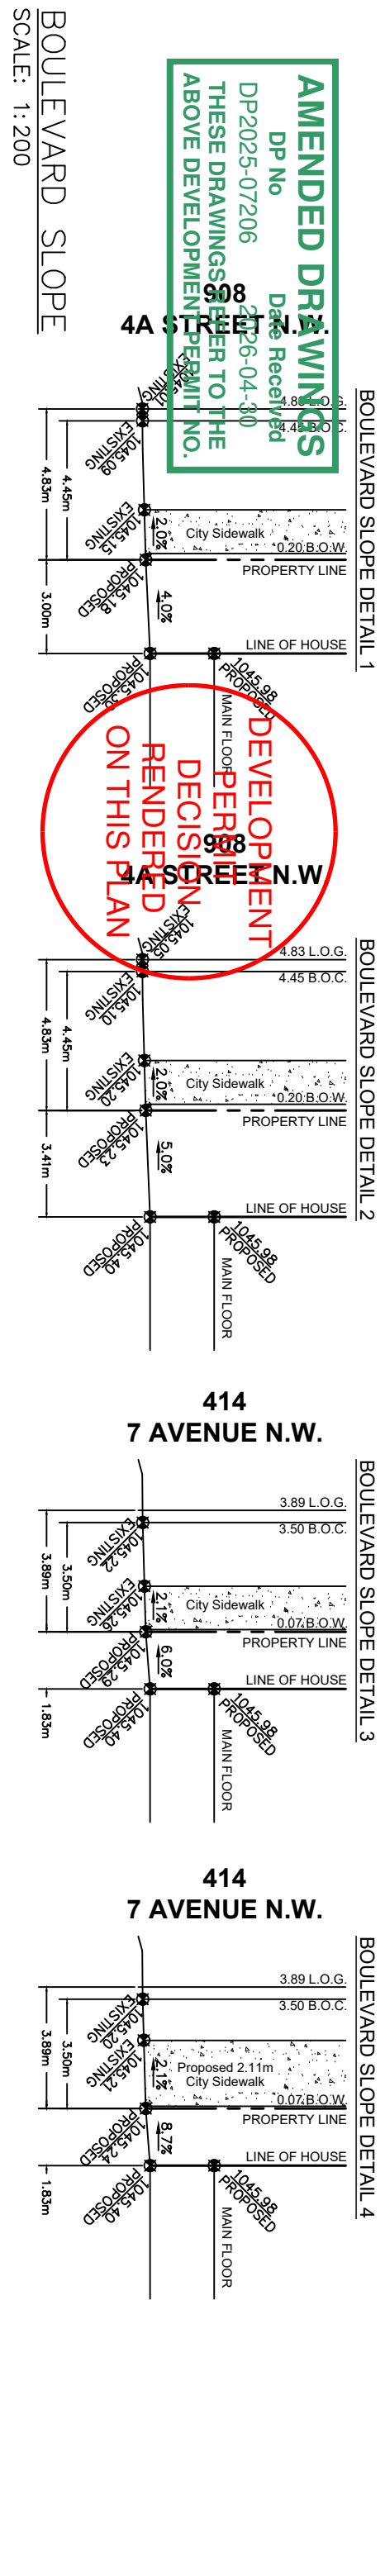 BOULEVARD SLOPE
SCALE: 1:200
AMENDED DRAWINGS
DP No Date Received
DP2025-07206 2026-04-30
THESE DRAWINGS REFER TO THE
ABOVE DEVELOPMENT PERMIT NO.
BOULEVARD SLOPE DETAIL 1
908
4A STREET N.W.
4.83 L.O.G.
4.45 B.O.C.
EXISTING
1045.09
EXISTING
1045.15
EXISTING
2.0%
City Sidewalk
0.20 B.O.W.
PROPERTY LINE
1045.18
PROPOSED
4.0%
LINE OF HOUSE
PROPOSED
1045.98
PROPOSED
MAIN FLOOR
4.45m
4.83m
3.00m
DEVELOPMENT
PERMIT
DECISION
RENDERED
ON THIS PLAN
BOULEVARD SLOPE DETAIL 2
908
4A STREET N.W
4.83 L.O.G.
4.45 B.O.C.
1045.05
EXISTING
1045.10
EXISTING
1045.20
EXISTING
2.0%
City Sidewalk
0.20 B.O.W.
PROPERTY LINE
1045.23
PROPOSED
5.0%
LINE OF HOUSE
1045.40
PROPOSED
1045.98
PROPOSED
MAIN FLOOR
4.45m
4.83m
3.41m
BOULEVARD SLOPE DETAIL 3
414
7 AVENUE N.W.
3.89 L.O.G.
3.50 B.O.C.
1045.22
EXISTING
1045.26
EXISTING
2.1%
City Sidewalk
0.07 B.O.W.
PROPERTY LINE
1045.29
PROPOSED
6.0%
LINE OF HOUSE
1045.40
PROPOSED
1045.98
PROPOSED
MAIN FLOOR
3.50m
3.89m
1.83m
BOULEVARD SLOPE DETAIL 4
414
7 AVENUE N.W.
3.89 L.O.G.
3.50 B.O.C.
1045.20
EXISTING
1045.21
EXISTING
2.1%
Proposed 2.11m
City Sidewalk
0.07 B.O.W.
PROPERTY LINE
1045.24
PROPOSED
8.7%
LINE OF HOUSE
1045.40
PROPOSED
1045.98
PROPOSED
MAIN FLOOR
3.50m
3.89m
1.83m